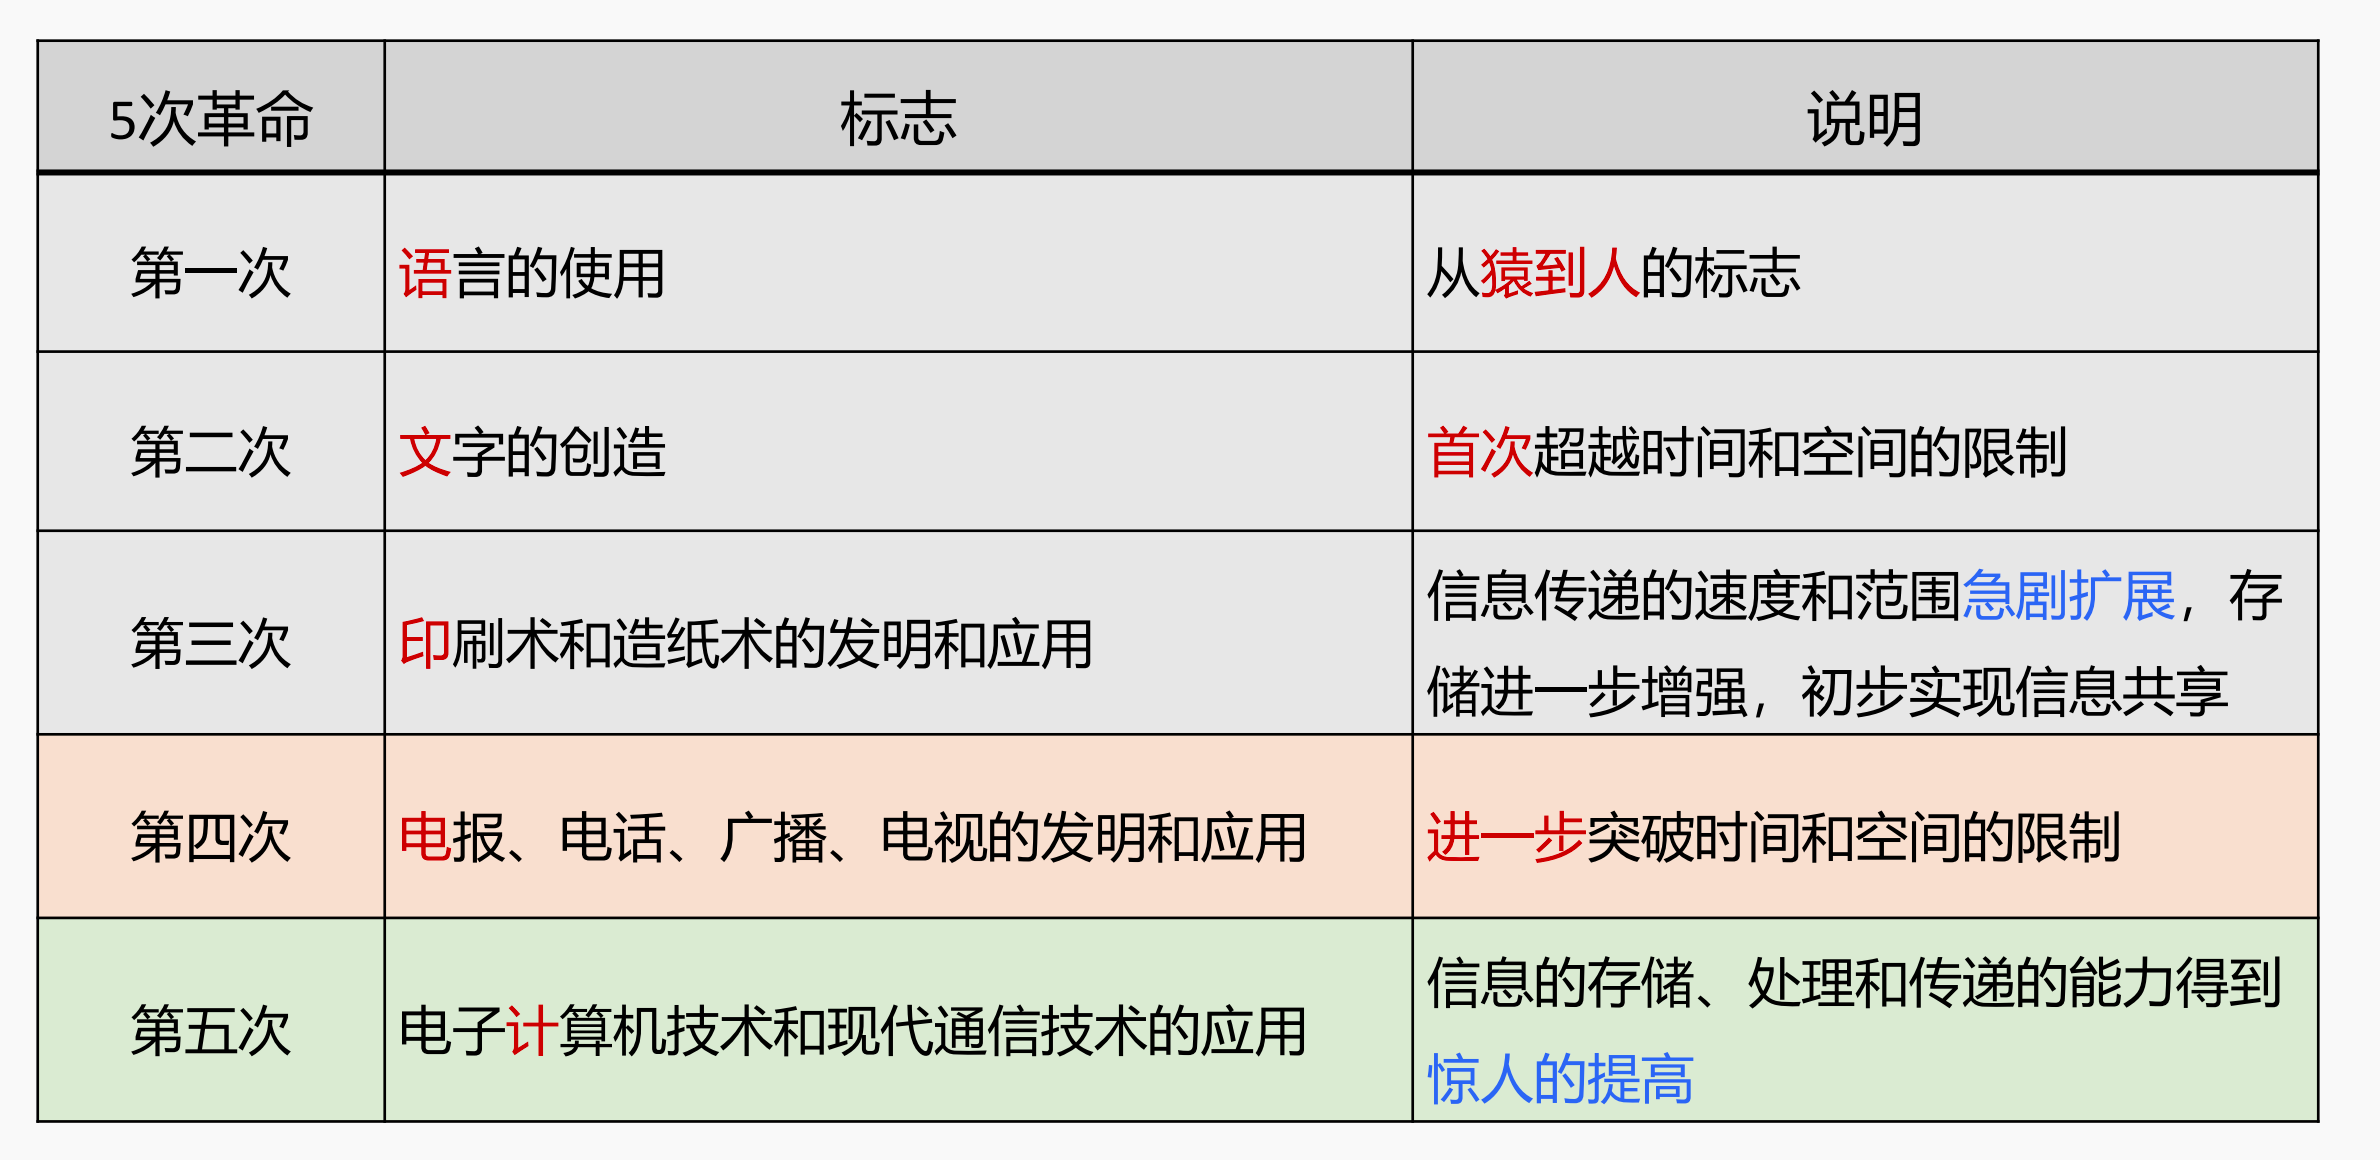 5次革命 标志 说明
第一次 语言的使用 从猿到人的标志
第二次 文字的创造 首次超越时间和空间的限制
第三次 印刷术和造纸术的发明和应用 信息传递的速度和范围急剧扩展，存
储进一步增强，初步实现信息共享
第四次 电报、电话、广播、电视的发明和应用 进一步突破时间和空间的限制
第五次 电子计算机技术和现代通信技术的应用 信息的存储、处理和传递的能力得到
惊人的提高